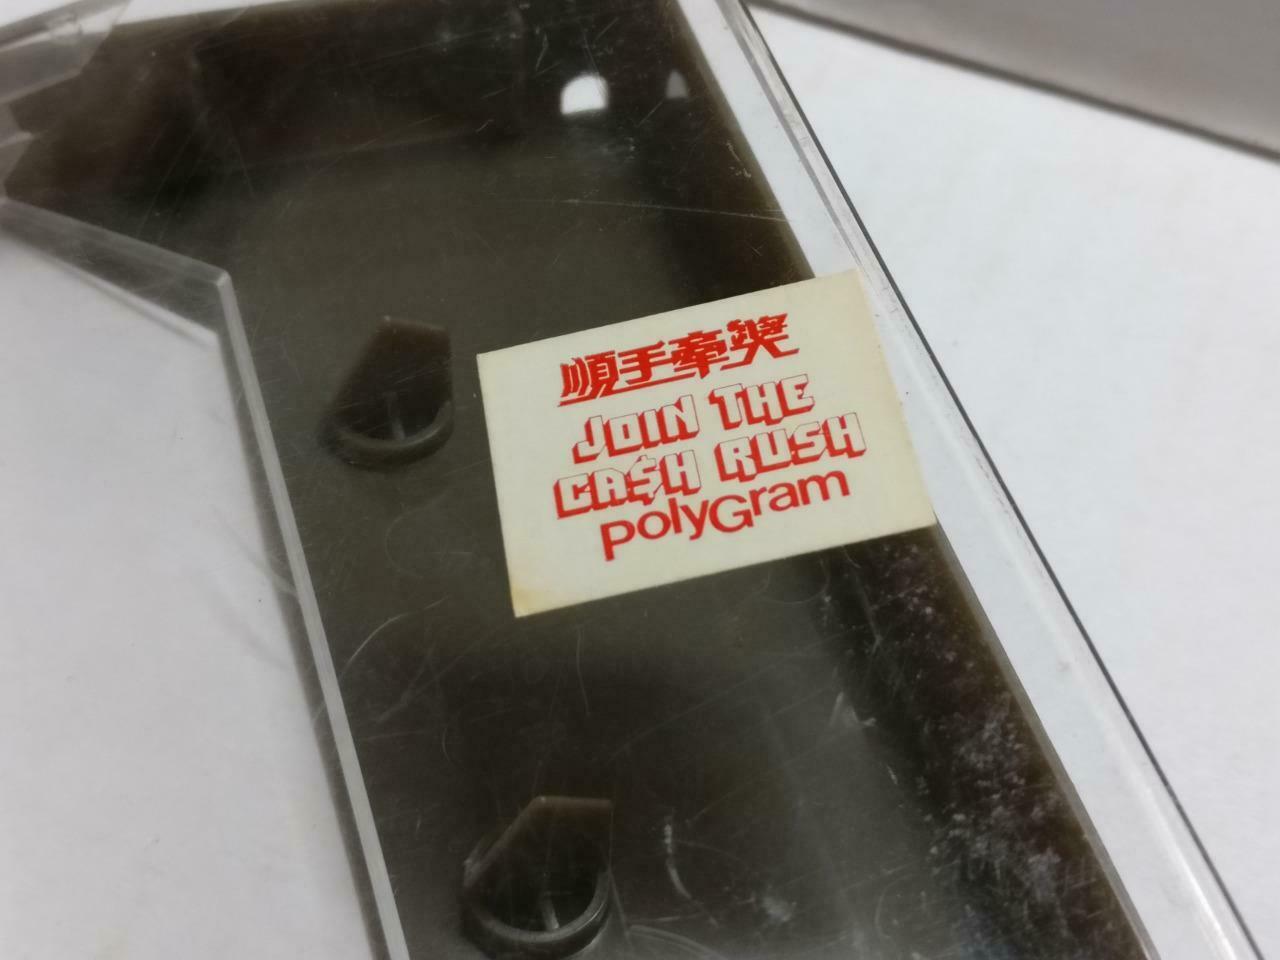 順手牽獎
JOIN THE
CA$H RUSH
PolyGram